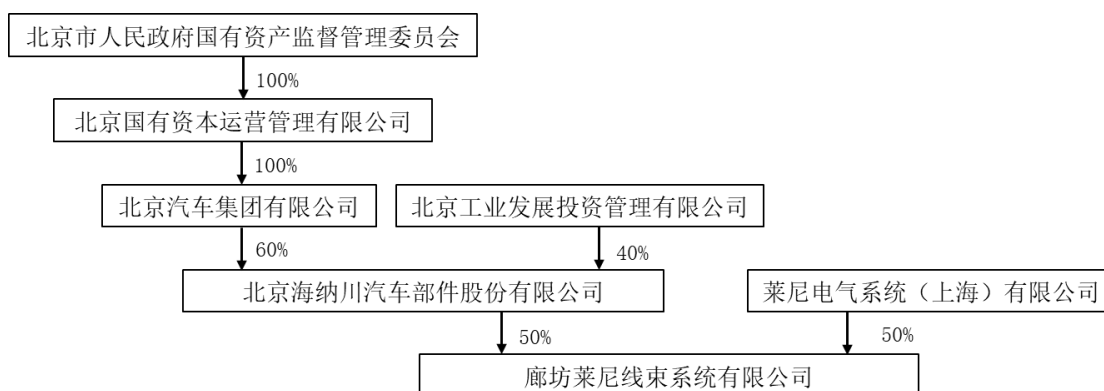 北京市人民政府国有资产监督管理委员会
100%
北京国有资本运营管理有限公司
100%
北京汽车集团有限公司
北京工业发展投资管理有限公司
60%
40%
北京海纳川汽车部件股份有限公司
莱尼电气系统（上海）有限公司
50%
50%
廊坊莱尼线束系统有限公司